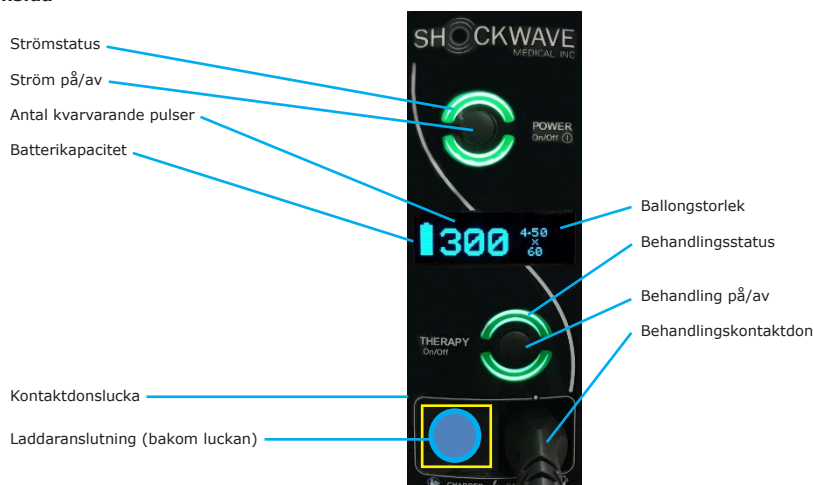 Strömstatus
Ström på/av
Antal kvarvarande pulser
Batterikapacitet
Kontaktdonslucka
Laddaranslutning (bakom luckan)
SHOCKWAVE
MEDICAL INC
POWER
On/Off
300
4.50
x
60
THERAPY
On/Off
Ballongstorlek
Behandlingsstatus
Behandling på/av
Behandlingskontaktdon